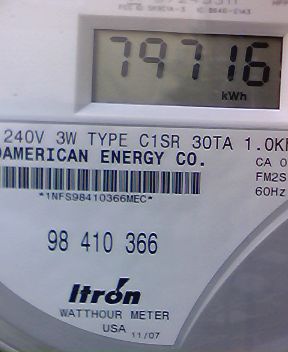 79716
kWh
240V 3W TYPE C1SR 30TA 1.0K
AMERICAN ENERGY CO.
CA 0
FM2S
60Hz
*1NFS98410366MEC*
98 410 366
Itron
WATTHOUR METER
USA 11/07